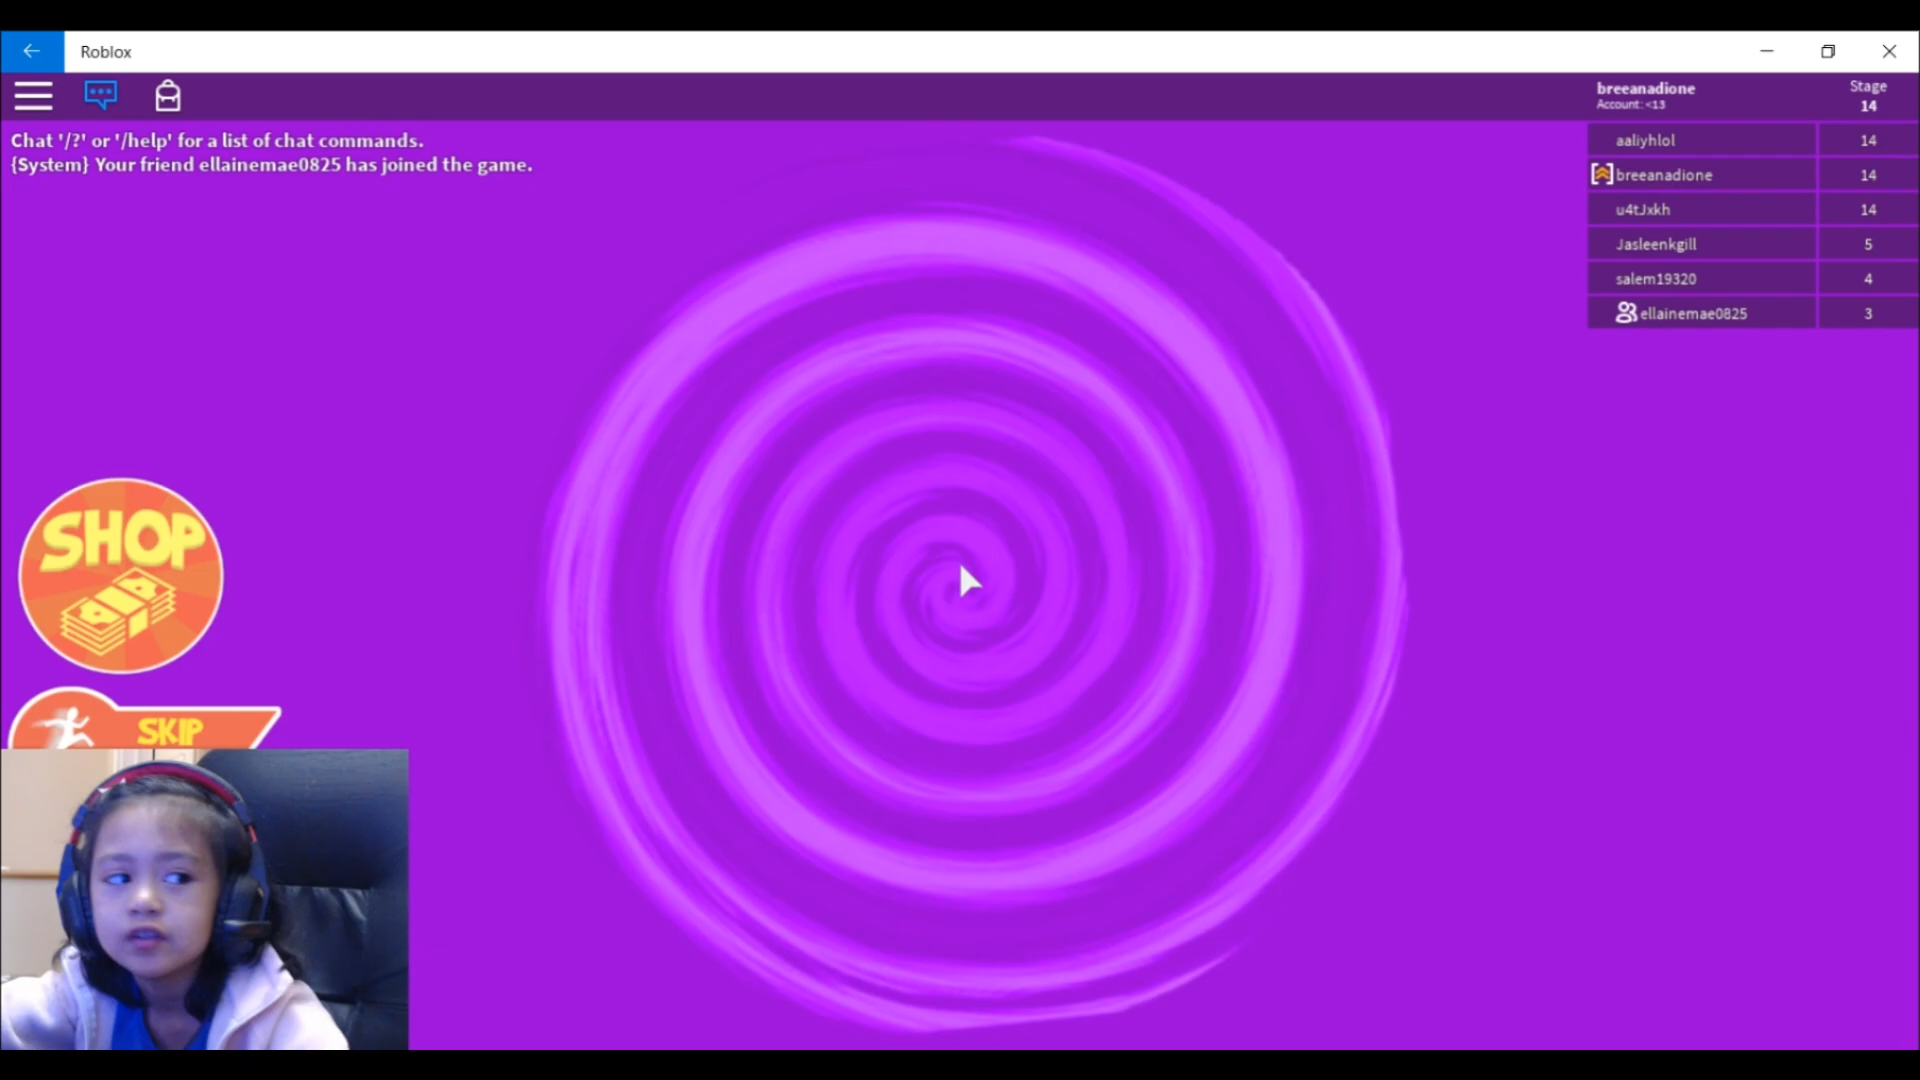 Roblox
breeanadione
Account: <13
Stage
14
Chat '/?' or '/help' for a list of chat commands.
{System} Your friend ellainemae0825 has joined the game.
aaliyhlol 14
breeanadione 14
u4tJxkh 14
Jasleenkgill 5
salem19320 4
ellainemae0825 3
SHOP
SKIP